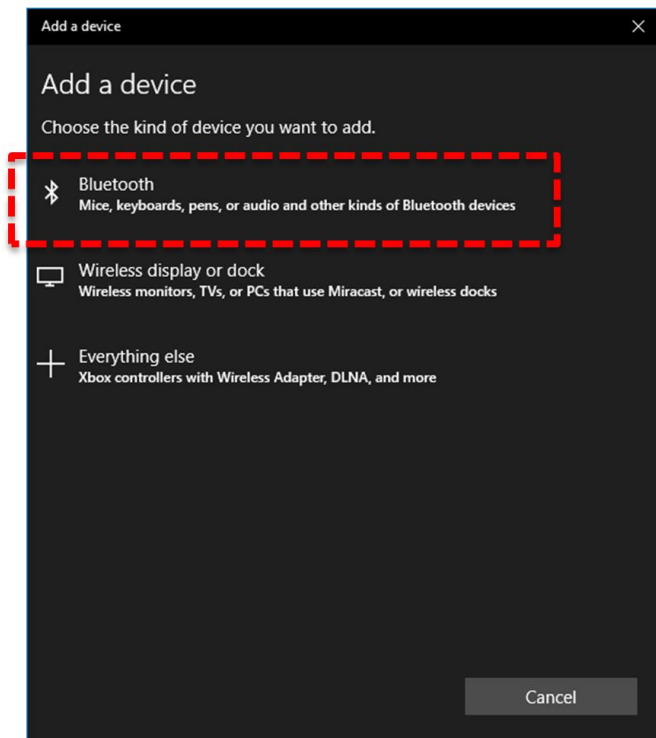 Add a device
Add a device
Choose the kind of device you want to add.
Bluetooth
Mice, keyboards, pens, or audio and other kinds of Bluetooth devices
Wireless display or dock
Wireless monitors, TVs, or PCs that use Miracast, or wireless docks
Everything else
Xbox controllers with Wireless Adapter, DLNA, and more
Cancel